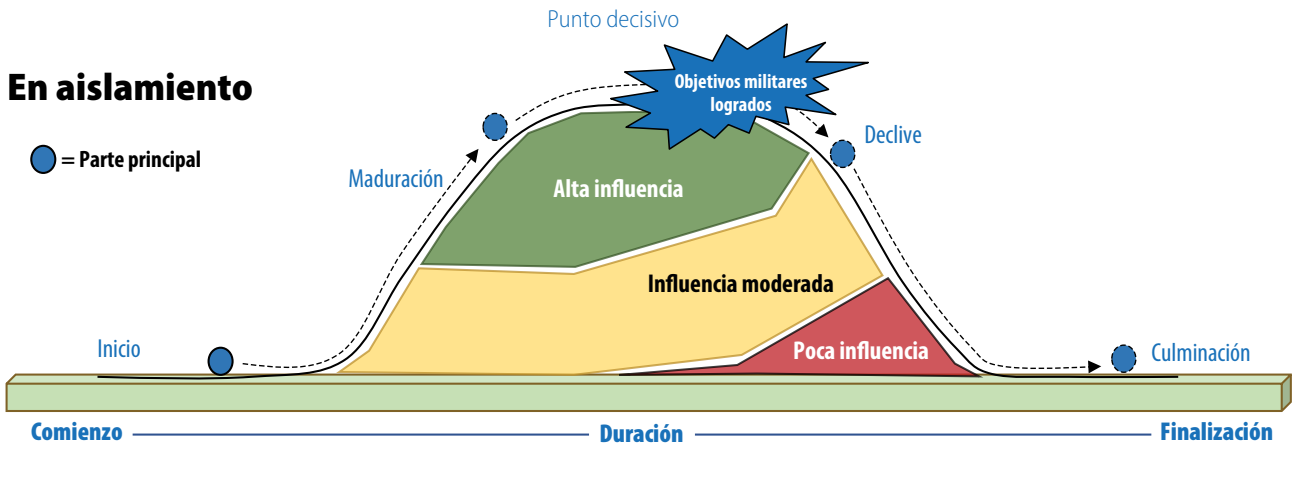 Punto decisivo
En aislamiento
Objetivos militares
logrados
= Parte principal
Declive
Maduración
Alta influencia
Influencia moderada
Inicio
Poca influencia
Culminación
Comienzo
Duración
Finalización